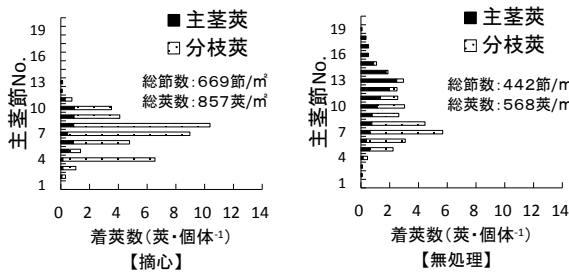 主茎莢
分枝莢
総節数:669節/㎡
総莢数:857莢/㎡
主茎節No.
19
16
13
10
7
4
1
0 2 4 6 8 10 12 14
着莢数(莢・個体-1)
【摘心】
主茎莢
分枝莢
総節数:442節/㎡
総莢数:568莢/㎡
主茎節No.
19
16
13
10
7
4
1
0 2 4 6 8 10 12 14
着莢数(莢・個体-1)
【無処理】